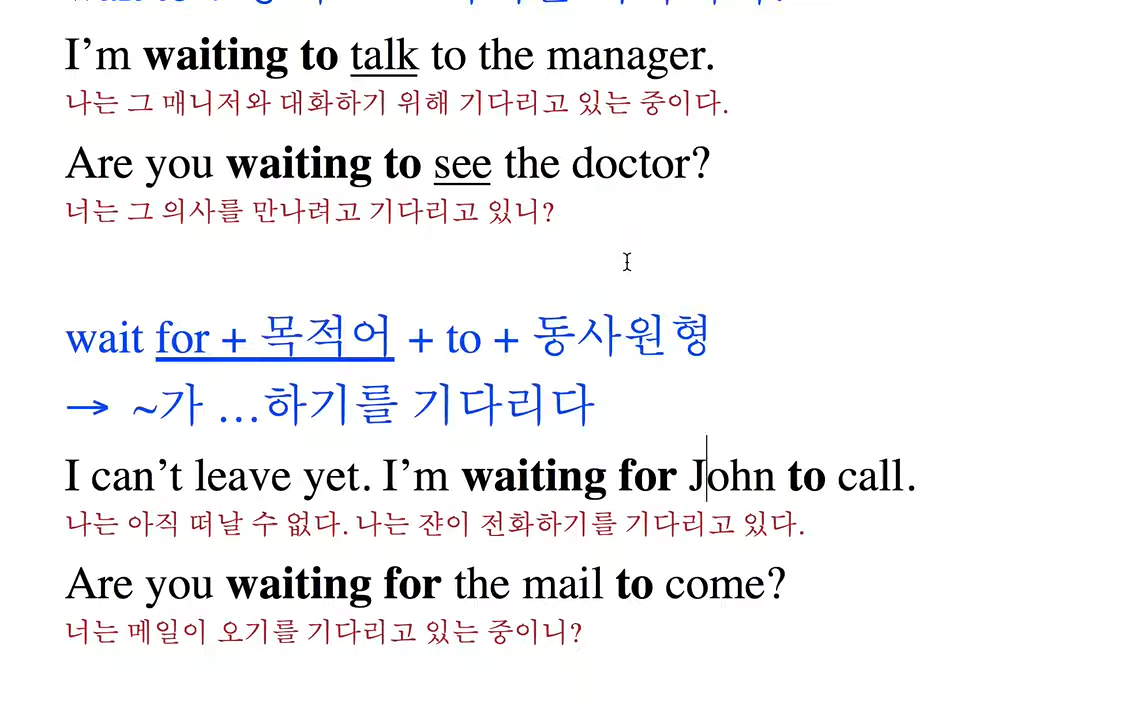 I’m waiting to talk to the manager.
나는 그 매니저와 대화하기 위해 기다리고 있는 중이다.
Are you waiting to see the doctor?
너는 그 의사를 만나려고 기다리고 있니?
wait for + 목적어 + to + 동사원형
→ ~가 …하기를 기다리다
I can’t leave yet. I’m waiting for John to call.
나는 아직 떠날 수 없다. 나는 쟌이 전화하기를 기다리고 있다.
Are you waiting for the mail to come?
너는 메일이 오기를 기다리고 있는 중이니?